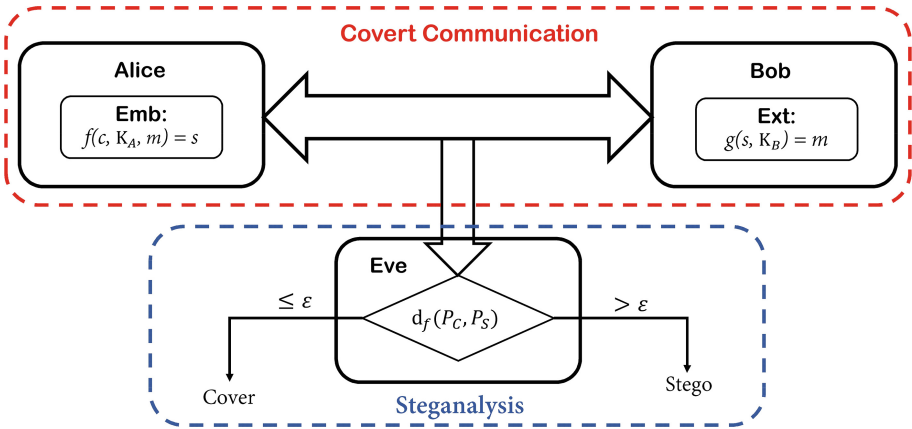 Covert Communication
Alice
Emb:
f(c, K_A, m) = s
Bob
Ext:
g(s, K_B) = m
Eve
d_f(P_C, P_S)
≤ ε
> ε
Cover
Stego
Steganalysis